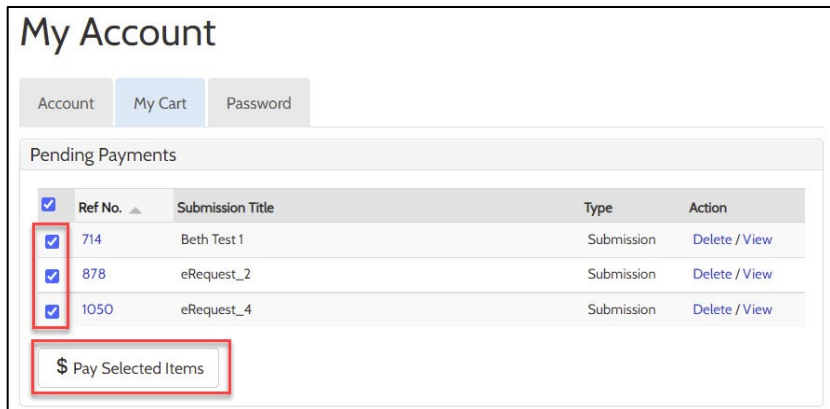 My Account
Account My Cart Password
Pending Payments
Ref No. Submission Title Type Action
714 Beth Test 1 Submission Delete / View
878 eRequest_2 Submission Delete / View
1050 eRequest_4 Submission Delete / View
$ Pay Selected Items